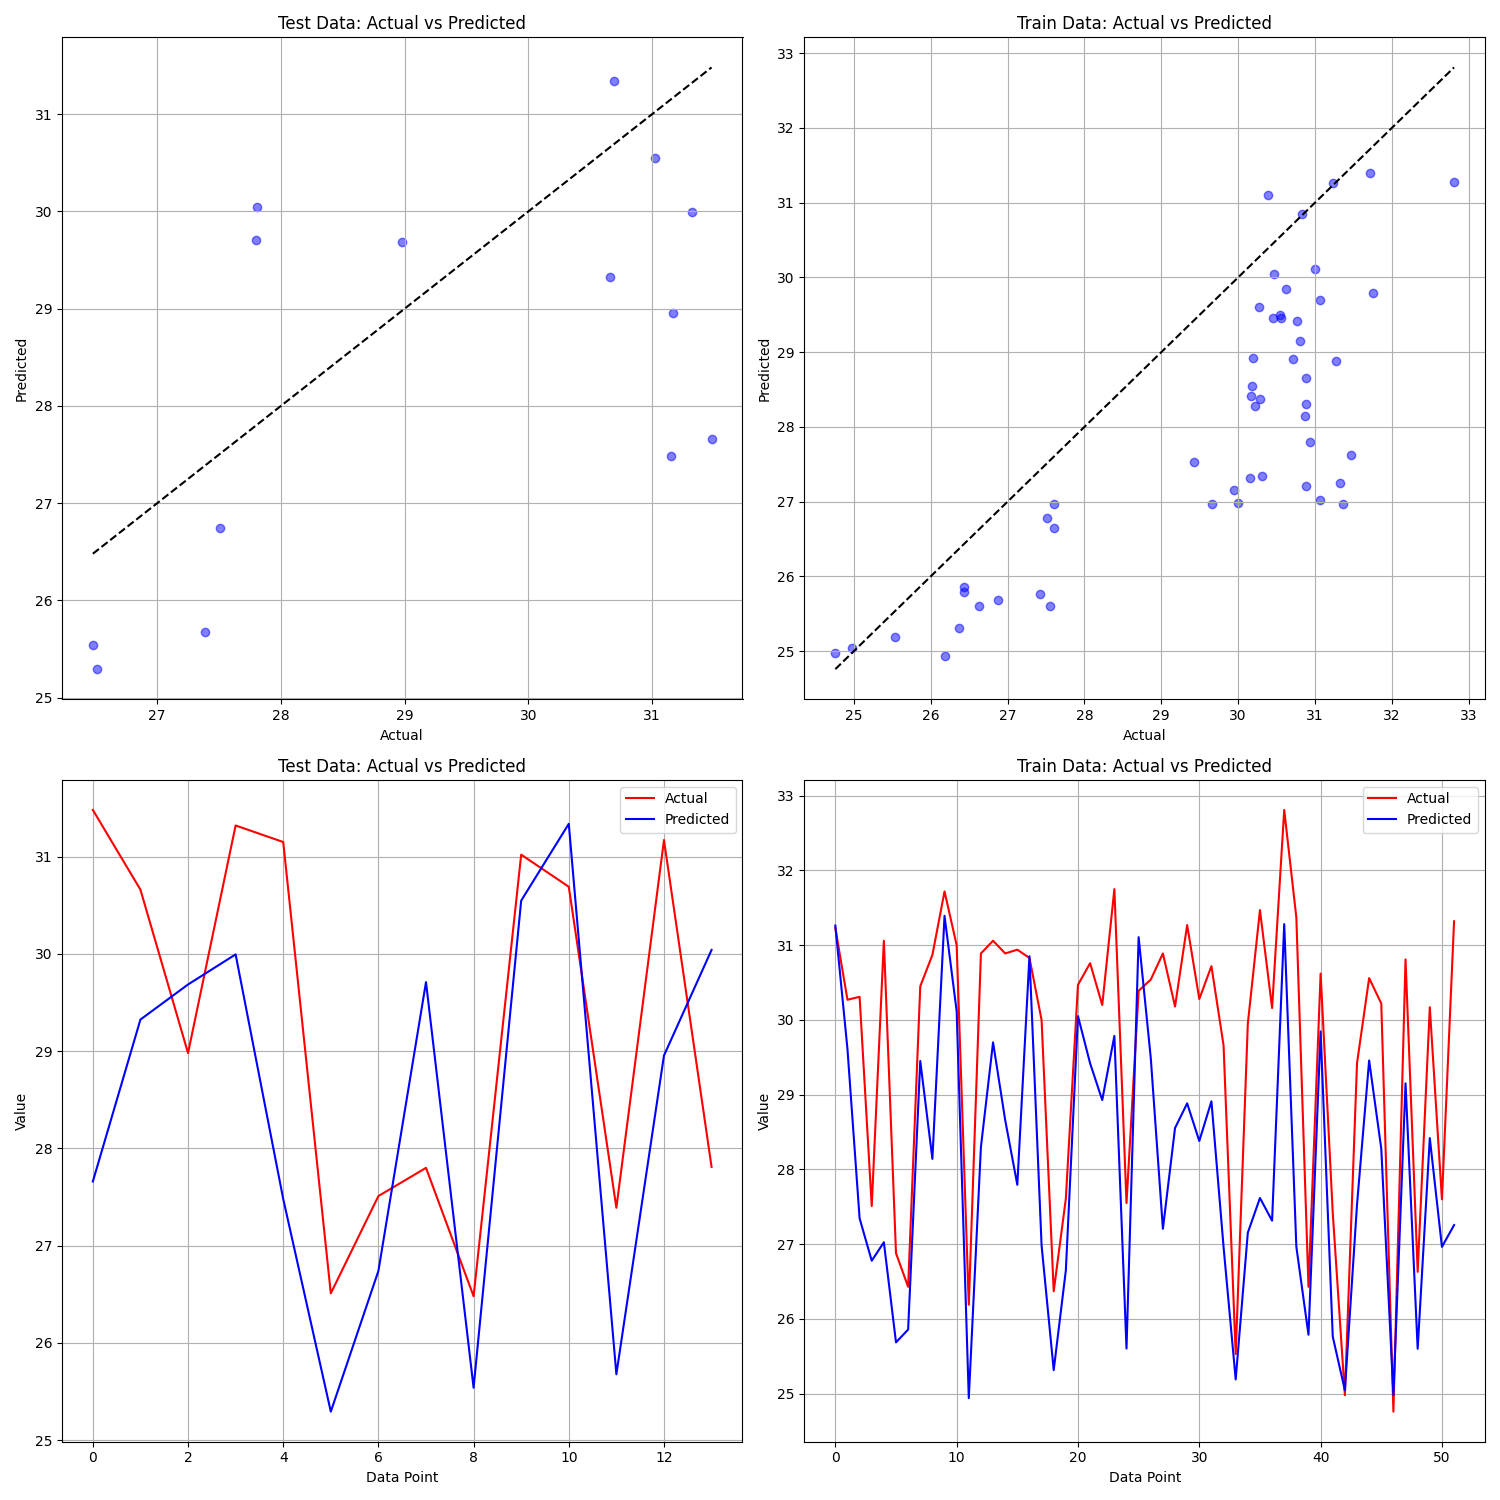 Test Data: Actual vs Predicted
31
30
29
28
27
26
25
Predicted
27 28 29 30 31
Actual
Train Data: Actual vs Predicted
33
32
31
30
29
28
27
26
25
Predicted
25 26 27 28 29 30 31 32 33
Actual
Test Data: Actual vs Predicted
Actual
Predicted
31
30
29
28
27
26
25
Value
0 2 4 6 8 10 12
Data Point
Train Data: Actual vs Predicted
Actual
Predicted
33
32
31
30
29
28
27
26
25
Value
0 10 20 30 40 50
Data Point